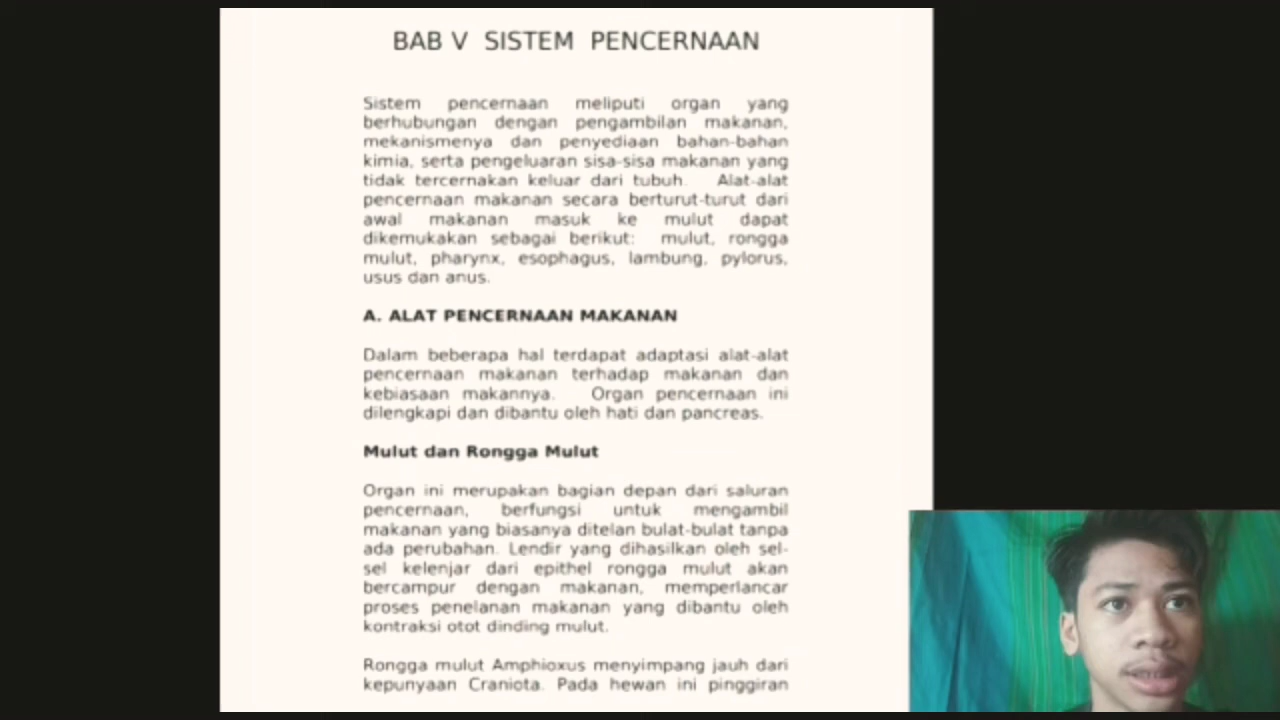 BAB V SISTEM PENCERNAAN
Sistem pencernaan meliputi organ yang
berhubungan dengan pengambilan makanan,
mekanismenya dan penyediaan bahan-bahan
kimia, serta pengeluaran sisa-sisa makanan yang
tidak tercernakan keluar dari tubuh. Alat-alat
pencernaan makanan secara berturut-turut dari
awal makanan masuk ke mulut dapat
dikemukakan sebagai berikut: mulut, rongga
mulut, pharynx, esophagus, lambung, pylorus,
usus dan anus.
A. ALAT PENCERNAAN MAKANAN
Dalam beberapa hal terdapat adaptasi alat-alat
pencernaan makanan terhadap makanan dan
kebiasaan makannya. Organ pencernaan ini
dilengkapi dan dibantu oleh hati dan pancreas.
Mulut dan Rongga Mulut
Organ ini merupakan bagian depan dari saluran
pencernaan, berfungsi untuk mengambil
makanan yang biasanya ditelan bulat-bulat tanpa
ada perubahan. Lendir yang dihasilkan oleh sel-
sel kelenjar dari epithel rongga mulut akan
bercampur dengan makanan, memperlancar
proses penelanan makanan yang dibantu oleh
kontraksi otot dinding mulut.
Rongga mulut Amphioxus menyimpang jauh dari
kepunyaan Craniota. Pada hewan ini pinggiran